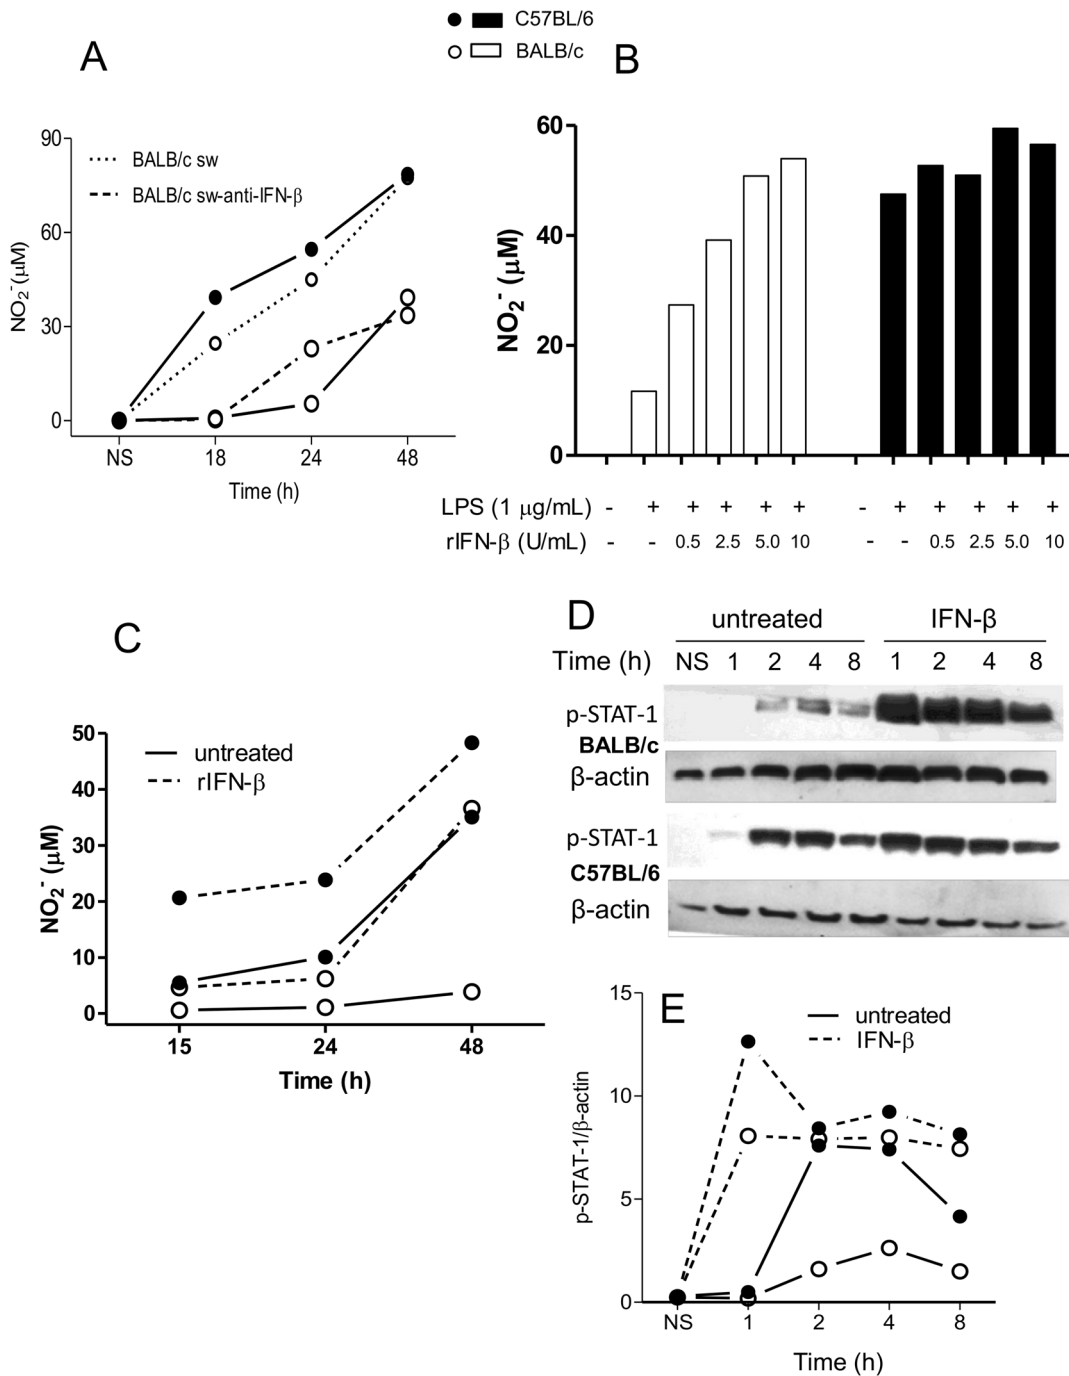 C57BL/6
BALB/c
A
B
90
60
30
0
NO2-(μM)
BALB/c sw
BALB/c sw-anti-IFN-β
NS 18 24 48
Time (h)
60
40
20
0
NO2- (μM)
LPS (1 μg/mL) - + + + + + - + + + + +
rIFN-β (U/mL) - - 0.5 2.5 5.0 10 - - 0.5 2.5 5.0 10
C
50
40
30
20
10
0
NO2- (μM)
untreated
rIFN-β
15 24 48
Time (h)
D
untreated IFN-β
Time (h) NS 1 2 4 8 1 2 4 8
p-STAT-1
BALB/c
β-actin
p-STAT-1
C57BL/6
β-actin
E
15
10
5
0
p-STAT-1/β-actin
untreated
IFN-β
NS 1 2 4 8
Time (h)